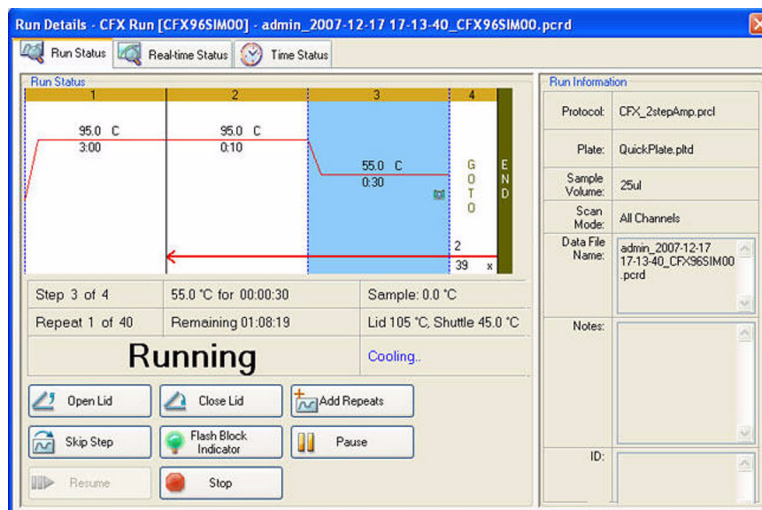 Run Details - CFX Run [CFX96SIM00] - admin_2007-12-17 17-13-40_CFX96SIM00.pcrd
Run Status
Real-time Status
Time Status
Run Status
1
2
3
4
95.0 C
3:00
95.0 C
0:10
55.0 C
0:30
GOTO
END
2
39 x
Step 3 of 4
55.0 °C for 00:00:30
Sample: 0.0 °C
Repeat 1 of 40
Remaining 01:08:19
Lid 105 °C, Shuttle 45.0 °C
Running
Cooling..
Open Lid
Close Lid
Add Repeats
Skip Step
Flash Block
Indicator
Pause
Resume
Stop
Run Information
Protocol: CFX_2stepAmp.prcl
Plate: QuickPlate.pltd
Sample
Volume: 25ul
Scan
Mode: All Channels
Data File
Name:
admin_2007-12-17
17-13-40_CFX96SIM00
.pcrd
Notes:
ID: